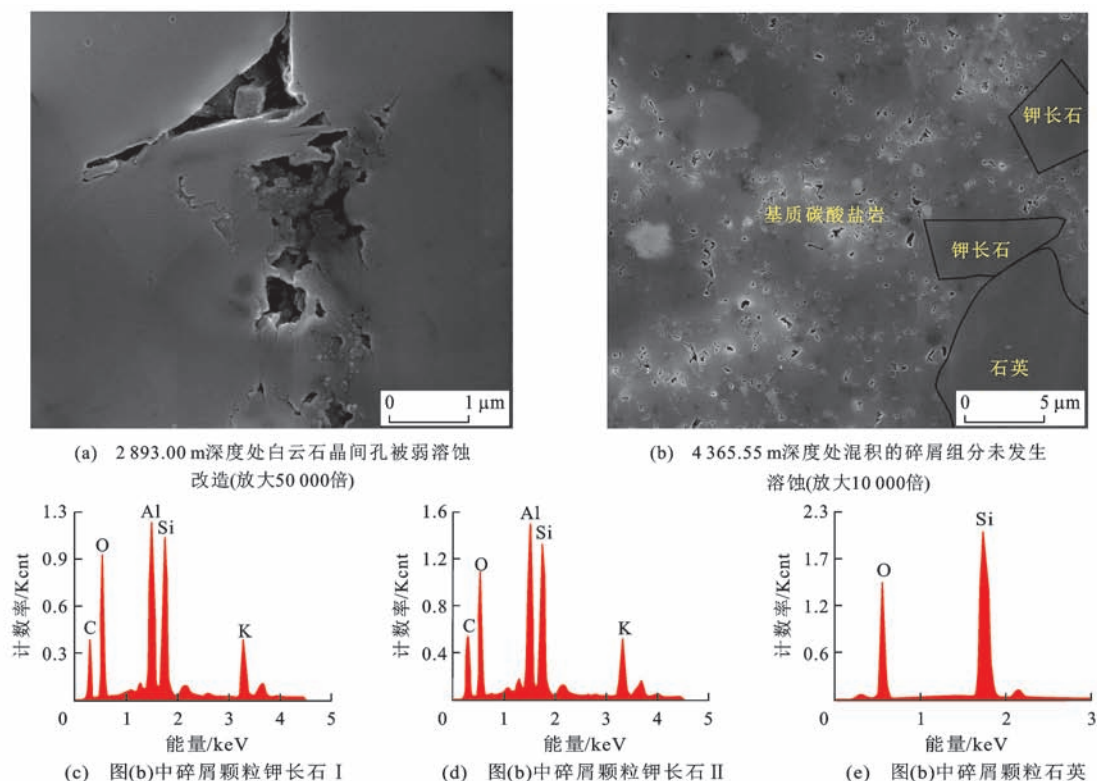 钾长石
基质碳酸盐岩
钾长石
石英
0 1 μm
0 5 μm
(a) 2 893.00 m深度处白云石晶间孔被弱溶蚀
改造(放大50 000倍)
(b) 4 365.55 m深度处混积的碎屑组分未发生
溶蚀(放大10 000倍)
计数率/Kcnt
1.3
0.9
0.6
0.3
C
O
Al
Si
K
0 1 2 3 4 5
能量/keV
(c) 图(b)中碎屑颗粒钾长石 Ⅰ
计数率/Kcnt
1.6
1.2
0.8
0.4
C
O
Al
Si
K
0 1 2 3 4 5
能量/keV
(d) 图(b)中碎屑颗粒钾长石 Ⅱ
计数率/Kcnt
2.3
1.7
1.2
0.6
O
Si
0 1 2 3
能量/keV
(e) 图(b)中碎屑颗粒石英